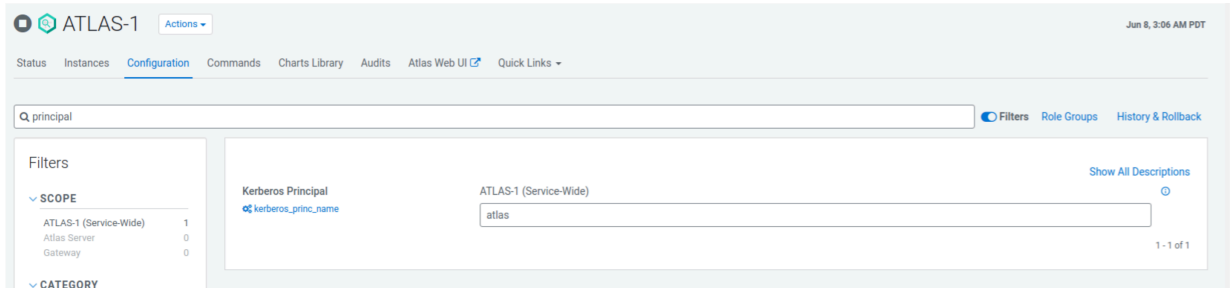 ATLAS-1 Actions
Jun 8, 3:06 AM PDT
Status Instances Configuration Commands Charts Library Audits Atlas Web UI Quick Links
principal
Filters Role Groups History & Rollback
Filters
SCOPE
ATLAS-1 (Service-Wide) 1
Atlas Server 0
Gateway 0
CATEGORY
Show All Descriptions
Kerberos Principal ATLAS-1 (Service-Wide)
kerberos_princ_name
atlas
1 - 1 of 1